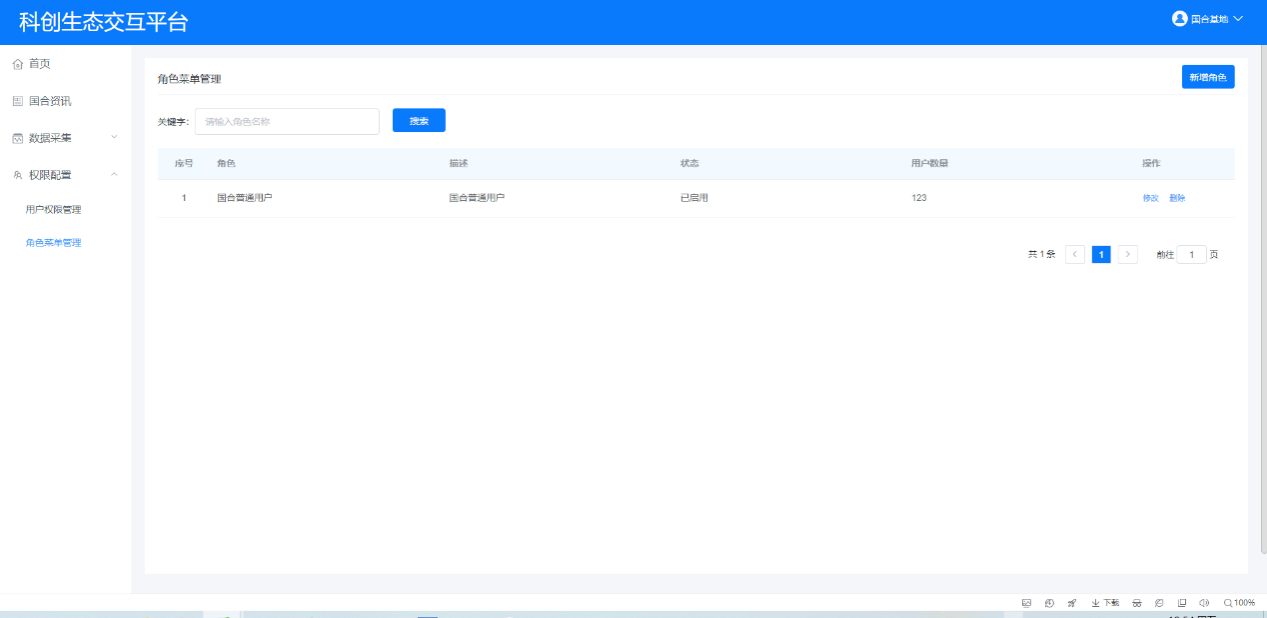 科创生态交互平台
国合基地
首页
国合资讯
数据采集
权限配置
用户权限管理
角色菜单管理
角色菜单管理
新增角色
关键字: 请输入角色名称 搜索
序号 角色 描述 状态 用户数量 操作
1 国合普通用户 国合普通用户 已启用 123 修改 删除
共 1 条 1 前往 1 页
下载 100%